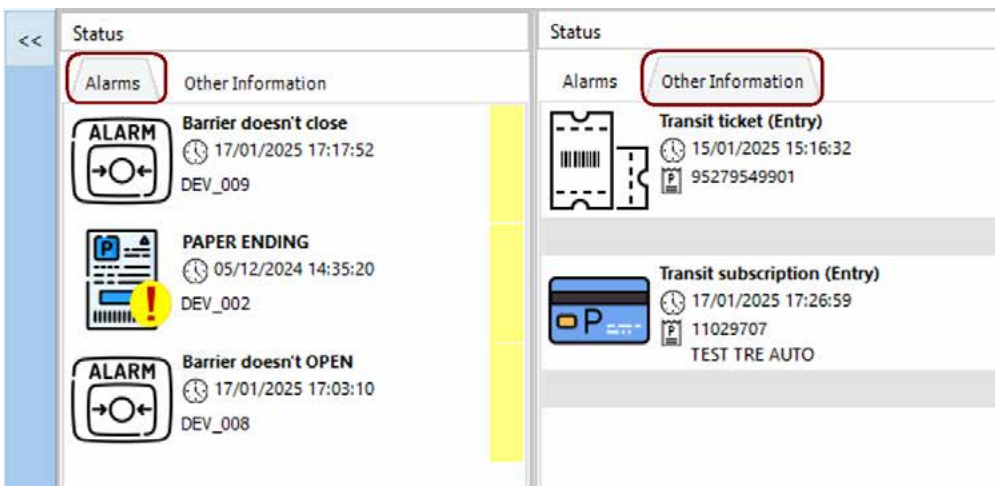 <<
Status
Alarms
Other Information
ALARM
Barrier doesn't close
17/01/2025 17:17:52
DEV_009
P
PAPER ENDING
05/12/2024 14:35:20
DEV_002
!
ALARM
Barrier doesn't OPEN
17/01/2025 17:03:10
DEV_008
Status
Alarms
Other Information
Transit ticket (Entry)
15/01/2025 15:16:32
P
95279549901
P
Transit subscription (Entry)
17/01/2025 17:26:59
P
11029707
TEST TRE AUTO